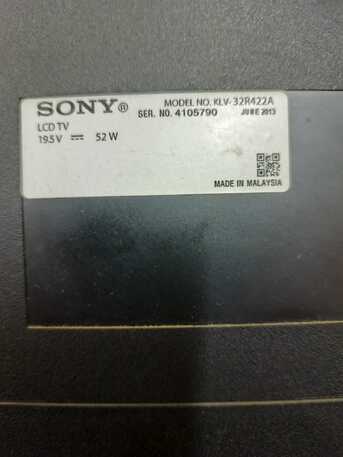 SONY®
MODEL NO. KLV-32R422A
LCD TV
SER. NO. 4105790 JUNE 2013
19.5V ⎓ 52 W
MADE IN MALAYSIA